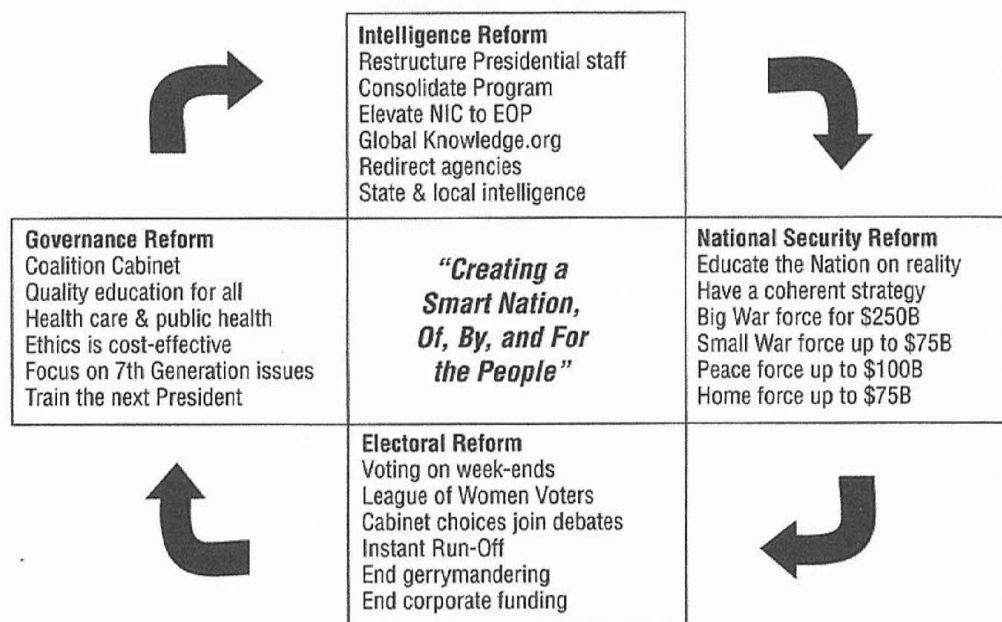 Intelligence Reform
Restructure Presidential staff
Consolidate Program
Elevate NIC to EOP
Global Knowledge.org
Redirect agencies
State & local intelligence
Governance Reform
Coalition Cabinet
Quality education for all
Health care & public health
Ethics is cost-effective
Focus on 7th Generation issues
Train the next President
“Creating a
Smart Nation,
Of, By, and For
the People”
National Security Reform
Educate the Nation on reality
Have a coherent strategy
Big War force for $250B
Small War force up to $75B
Peace force up to $100B
Home force up to $75B
Electoral Reform
Voting on week-ends
League of Women Voters
Cabinet choices join debates
Instant Run-Off
End gerrymandering
End corporate funding